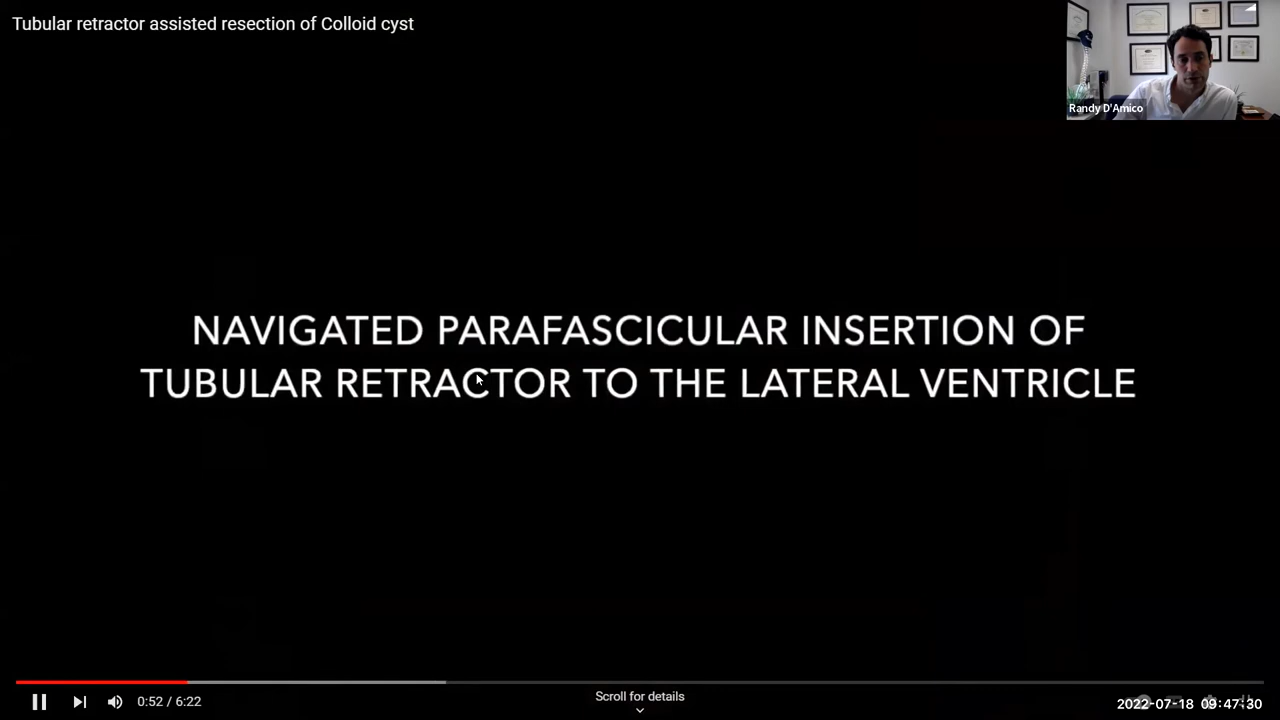 Tubular retractor assisted resection of Colloid cyst
Randy D'Amico
NAVIGATED PARAFASCICULAR INSERTION OF
TUBULAR RETRACTOR TO THE LATERAL VENTRICLE
0:52 / 6:22
Scroll for details
2022-07-18 09:47:30